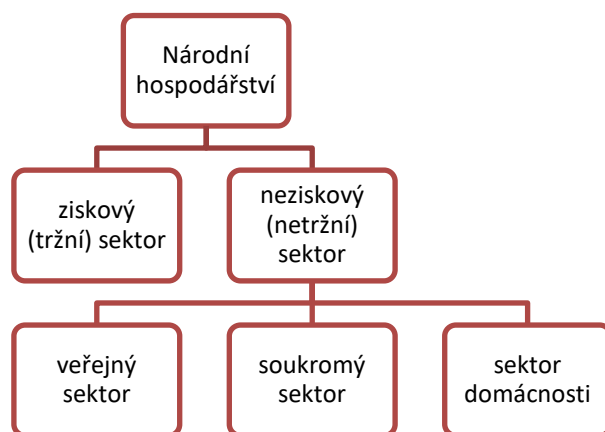 Národní
hospodářství
ziskový
(tržní) sektor
neziskový
(netržní)
sektor
veřejný
sektor
soukromý
sektor
sektor
domácnosti